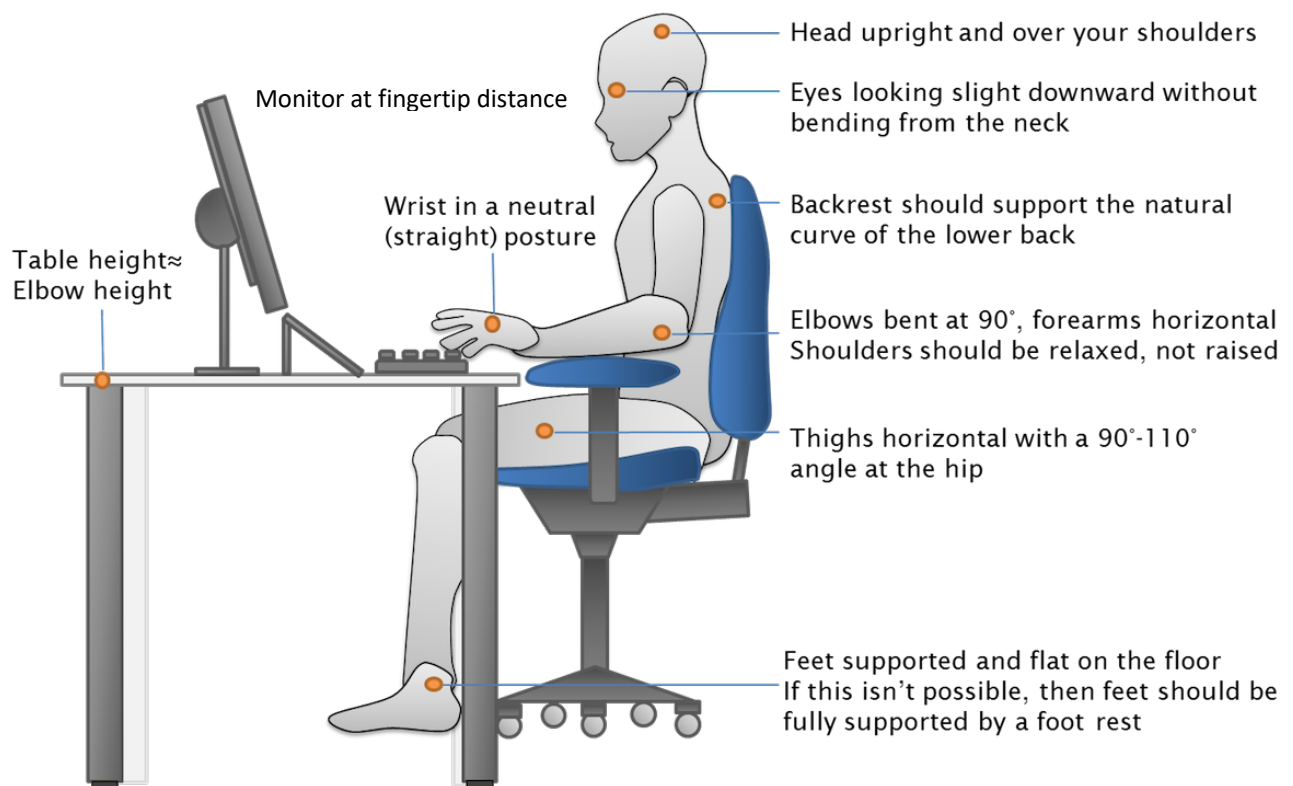 Head upright and over your shoulders
Monitor at fingertip distance
Eyes looking slight downward without
bending from the neck
Wrist in a neutral
(straight) posture
Backrest should support the natural
curve of the lower back
Table height≈
Elbow height
Elbows bent at 90°, forearms horizontal
Shoulders should be relaxed, not raised
Thighs horizontal with a 90°-110°
angle at the hip
Feet supported and flat on the floor
If this isn’t possible, then feet should be
fully supported by a foot rest